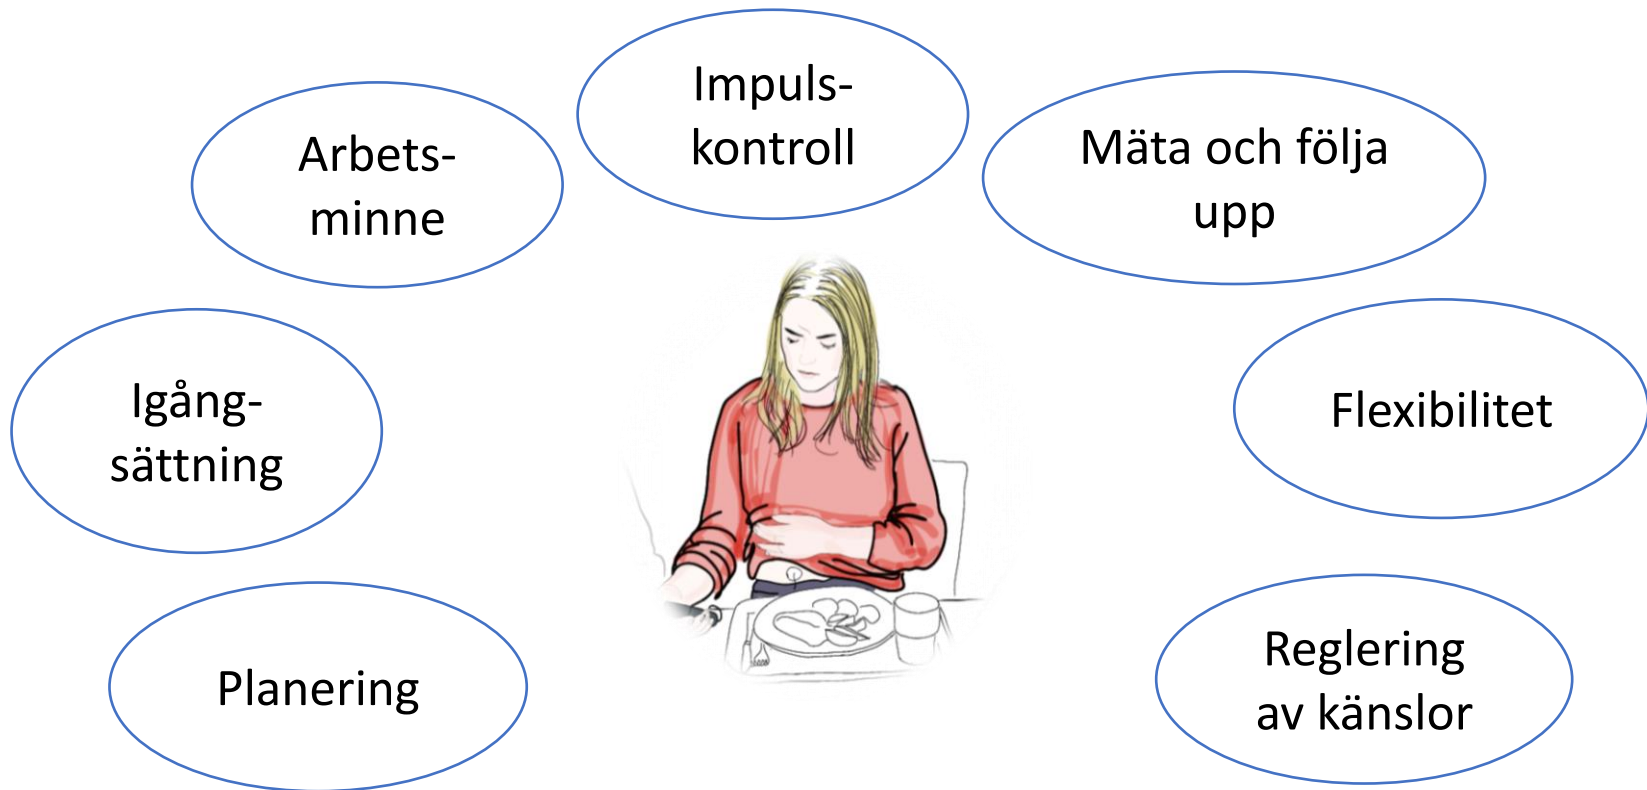 Impuls-
kontroll
Arbets-
minne
Mäta och följa
upp
Igång-
sättning
Flexibilitet
Planering
Reglering
av känslor